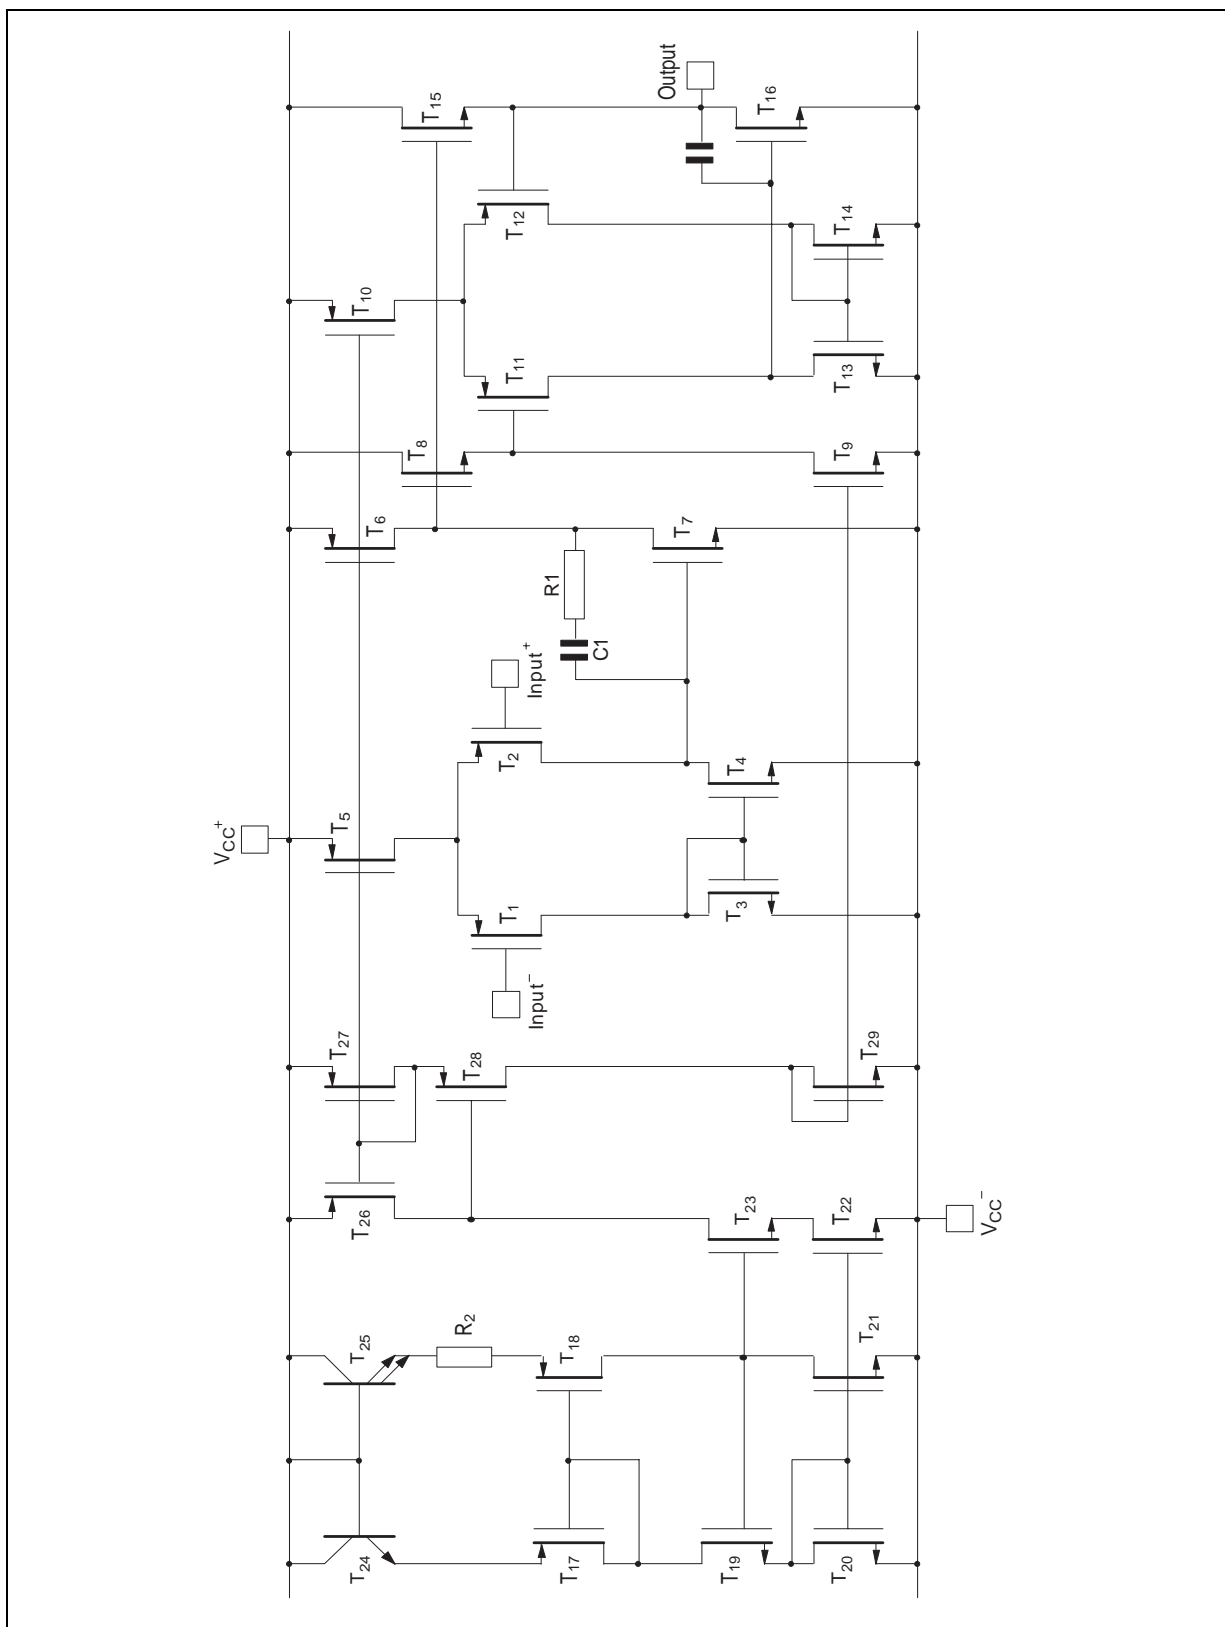 T24
T25
R2
T17
T18
T19
T20
T21
T26
T23
T22
VCC−
T27
T28
T29
Input−
T1
T3
VCC+
T5
T2
Input+
T4
C1
R1
T6
T7
T8
T9
T10
T11
T12
T13
T14
T15
Output
T16